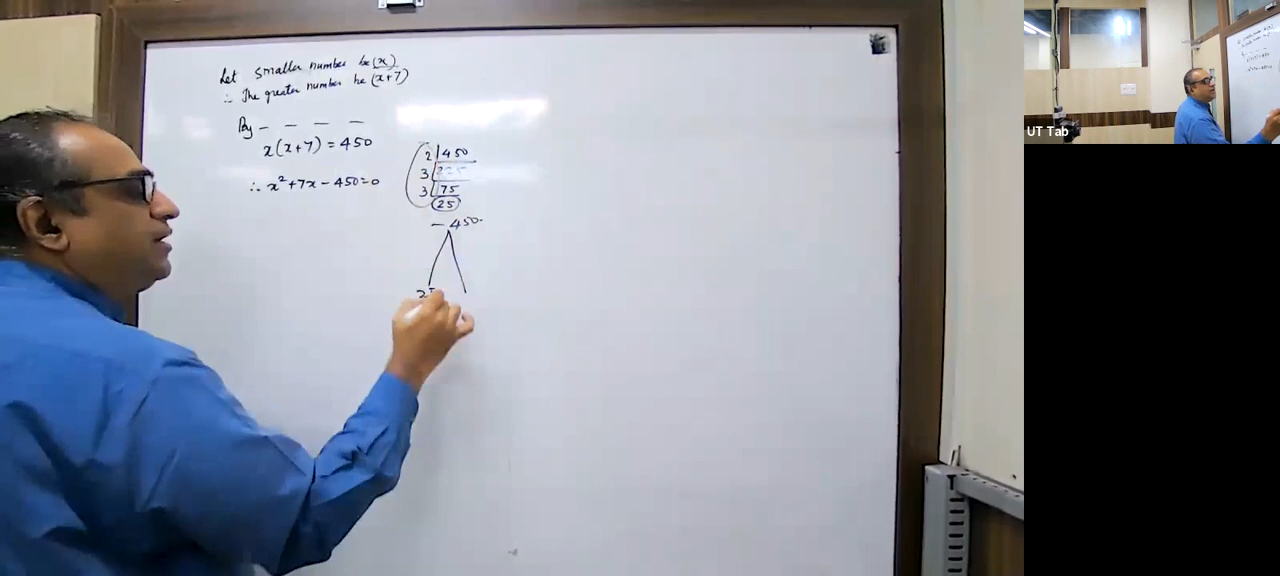 Let smaller number be (x)
∴ The greater number be (x+7)
By – – – –
x(x+7) = 450
∴ x²+7x-450=0
2 | 450
3 | 225
3 | 75
25
- 450
25
UT Tab